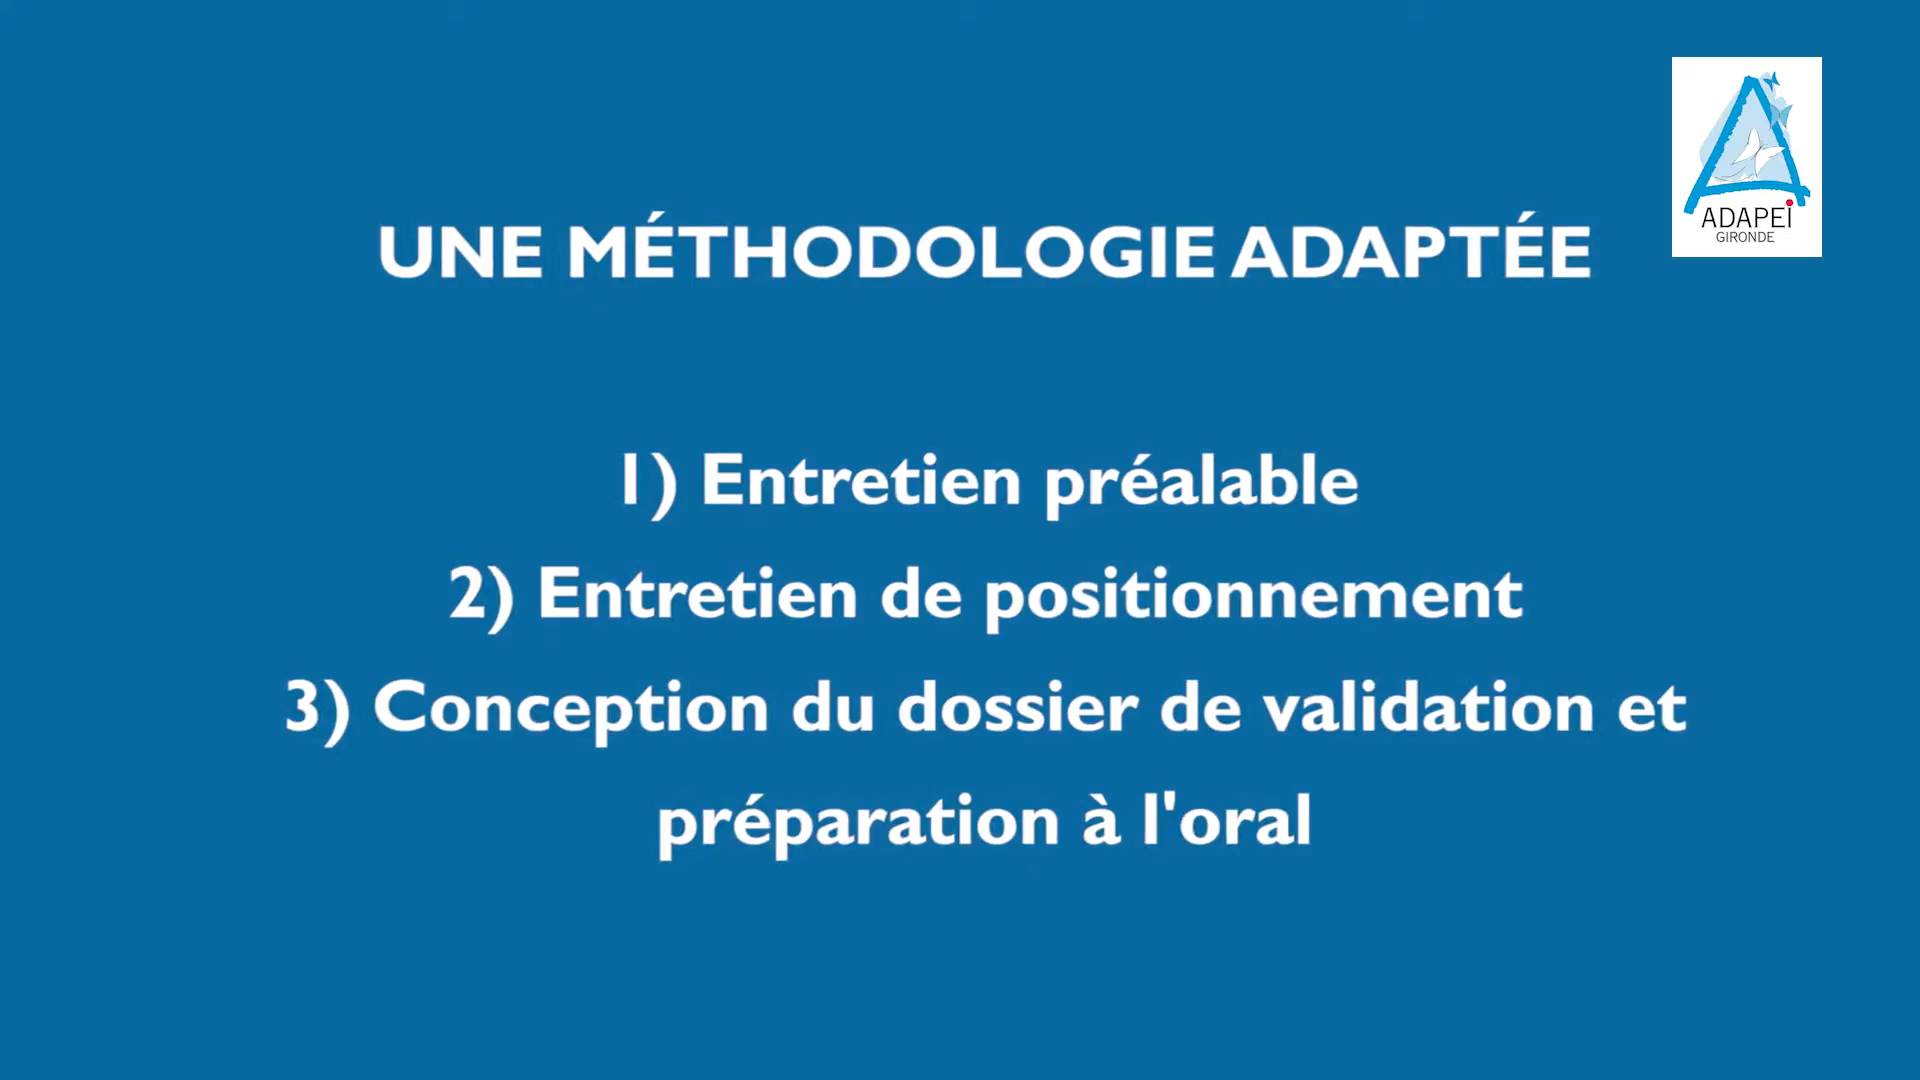 ADAPEI
GIRONDE
UNE MÉTHODOLOGIE ADAPTÉE
1) Entretien préalable
2) Entretien de positionnement
3) Conception du dossier de validation et
préparation à l'oral